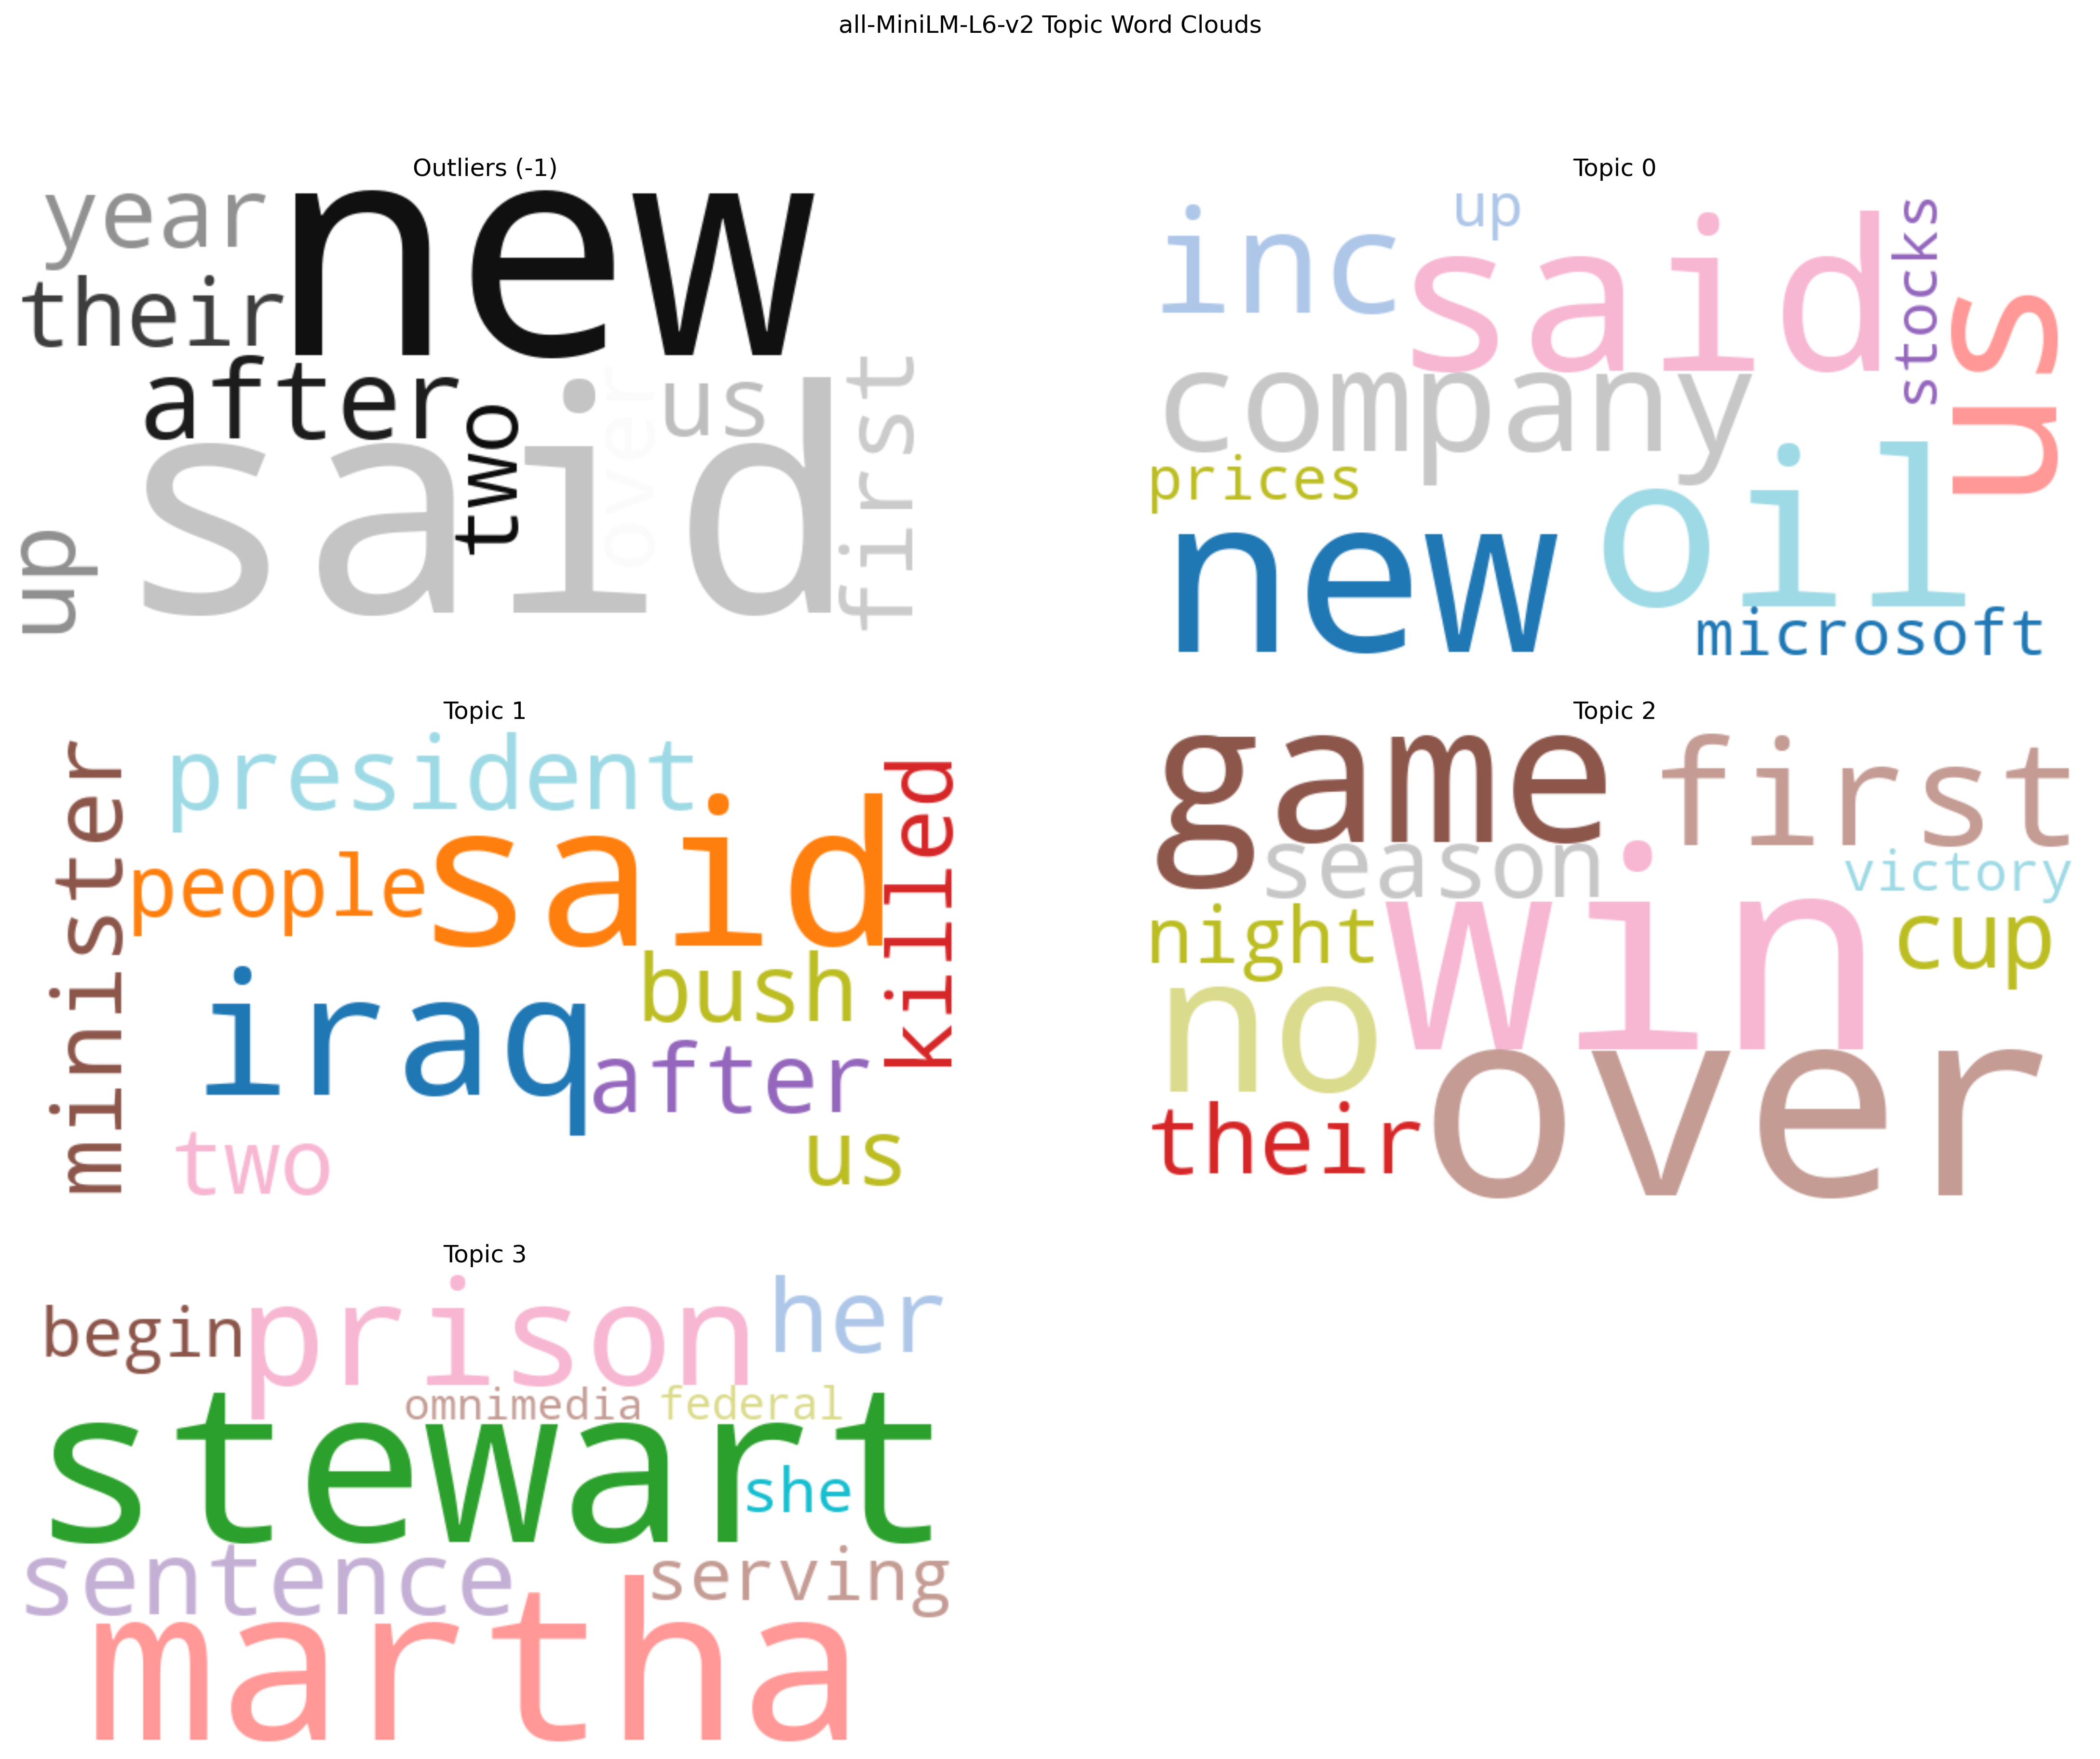 all-MiniLM-L6-v2 Topic Word Clouds
Outliers (-1)
year
new
their
after
two
over
us
first
said
up
Topic 0
inc
up
said
stocks
us
company
prices
oil
new
microsoft
Topic 1
minister
president
people
said
killed
iraq
bush
after
two
us
Topic 2
game
first
season
victory
night
win
cup
no
their
over
Topic 3
begin
prison
her
omnimedia
federal
stewart
she
sentence
serving
martha